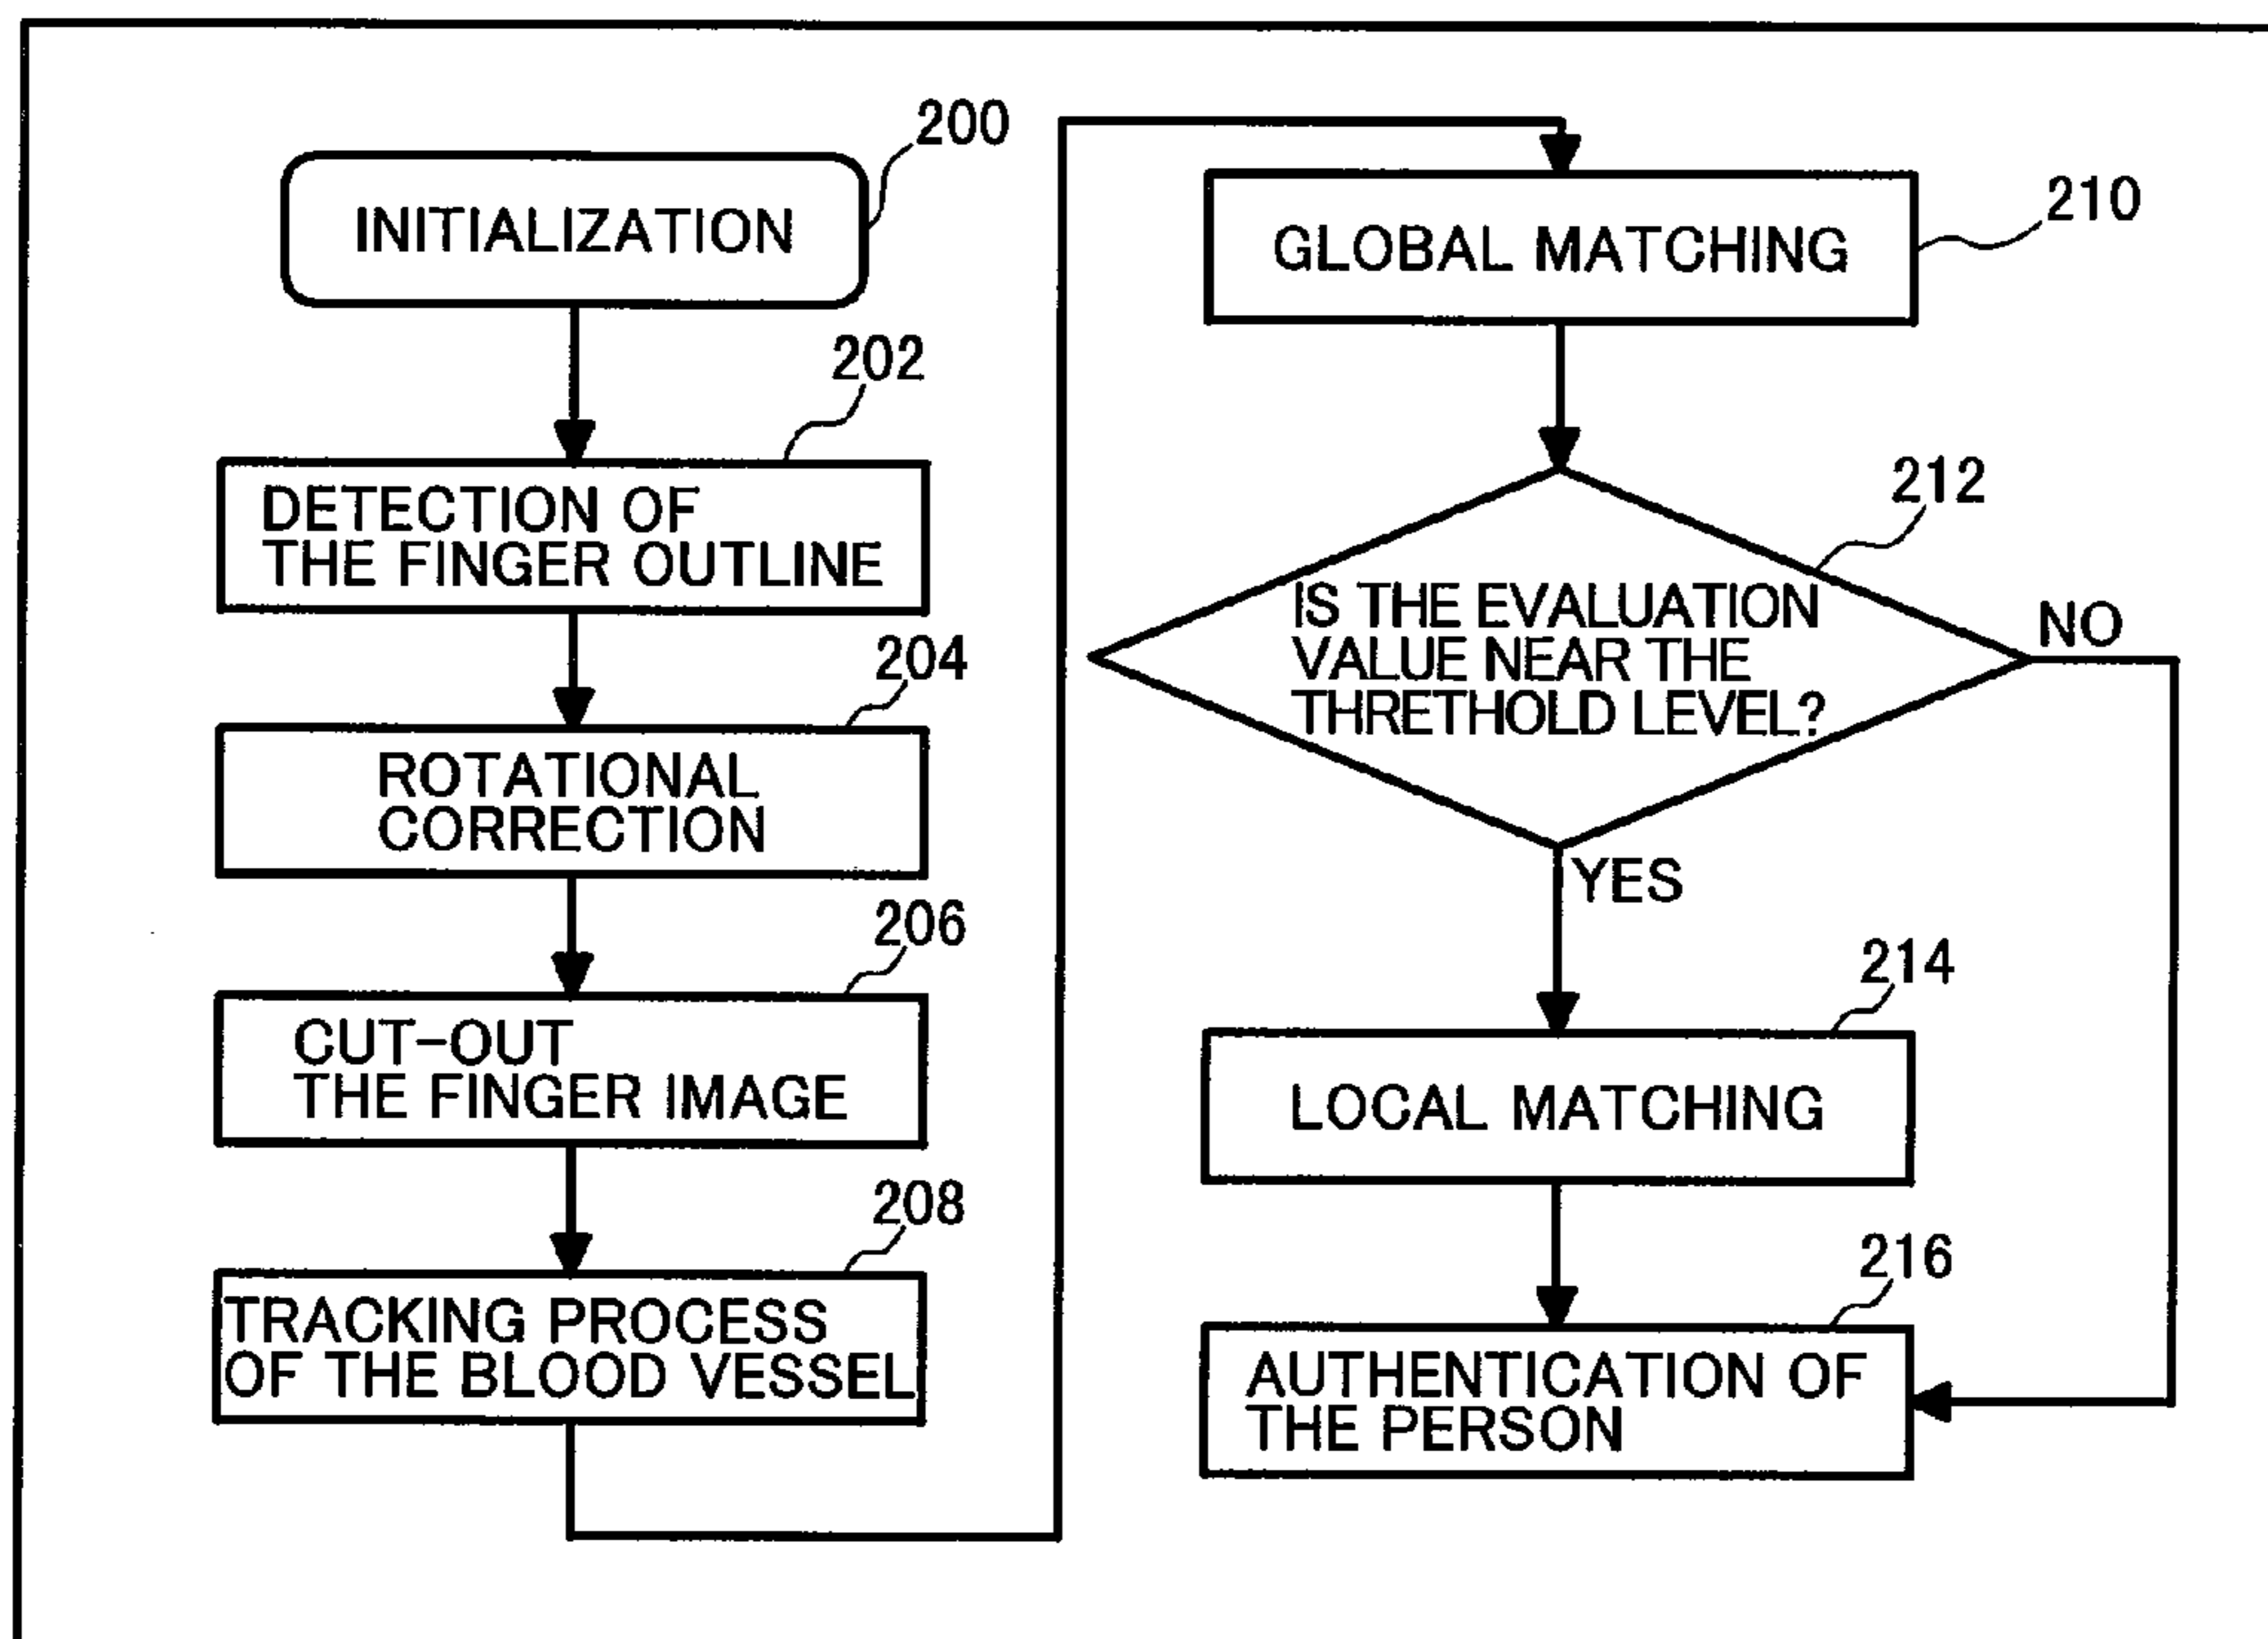 200
INITIALIZATION
202
DETECTION OF
THE FINGER OUTLINE
204
ROTATIONAL
CORRECTION
206
CUT-OUT
THE FINGER IMAGE
208
TRACKING PROCESS
OF THE BLOOD VESSEL
210
GLOBAL MATCHING
212
IS THE EVALUATION
VALUE NEAR THE
THRETHOLD LEVEL?
NO
YES
214
LOCAL MATCHING
216
AUTHENTICATION OF
THE PERSON